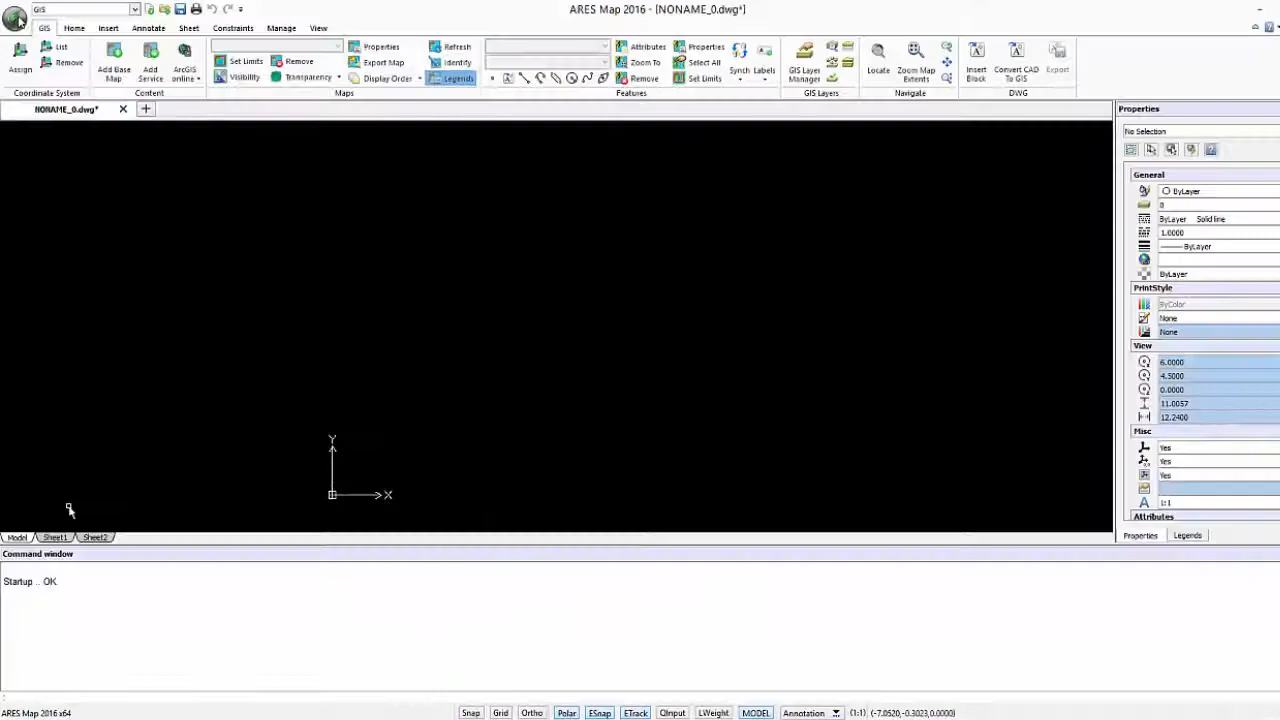 GIS
ARES Map 2016 - [NONAME_0.dwg*]
GIS Home Insert Annotate Sheet Constraints Manage View
List Properties Refresh Attributes Properties
Set Limits Remove Export Map Identity Zoom To Select All
Assign Remove Add Base Map Add Service ArcGIS online Visibility Transparency Display Order Legends Remove Set Limits Synch Labels GIS Layer Manager Locate Zoom Map Extents Insert Block Convert CAD To GIS Export
Coordinate System Content Maps Features GIS Layers Navigate DWG
NONAME_0.dwg*
Properties
No Selection
General
ByLayer
0
ByLayer Solid line
1.0000
ByLayer
ByLayer
PrintStyle
ByColor
None
None
View
6.0000
4.5000
0.0000
11.0057
12.2400
Misc
Yes
Yes
Yes
1:1
Attributes
Y
X
Model Sheet1 Sheet2
Properties Legends
Command window
Startup .. OK
:
ARES Map 2016 x64 Snap Grid Ortho Polar ESnap ETrack QInput LWeight MODEL Annotation (1:1) (-7.0520,-0.3023,0.0000)